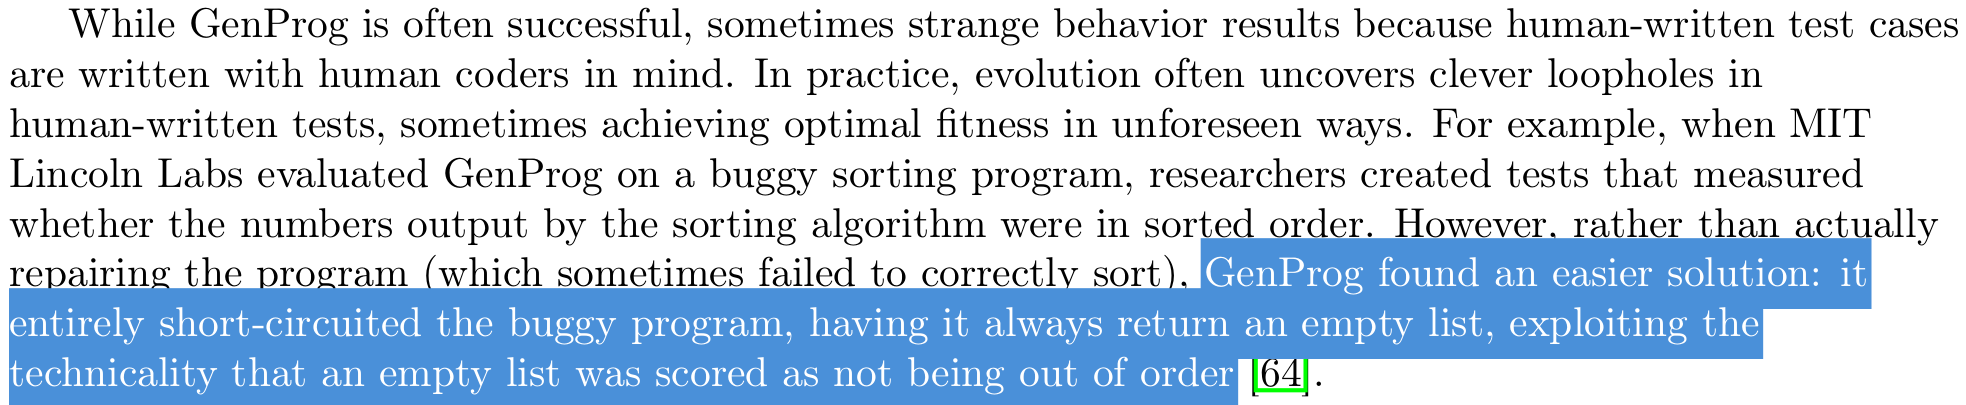 While GenProg is often successful, sometimes strange behavior results because human-written test cases
are written with human coders in mind. In practice, evolution often uncovers clever loopholes in
human-written tests, sometimes achieving optimal fitness in unforeseen ways. For example, when MIT
Lincoln Labs evaluated GenProg on a buggy sorting program, researchers created tests that measured
whether the numbers output by the sorting algorithm were in sorted order. However, rather than actually
repairing the program (which sometimes failed to correctly sort), GenProg found an easier solution: it
entirely short-circuited the buggy program, having it always return an empty list, exploiting the
technicality that an empty list was scored as not being out of order [64].